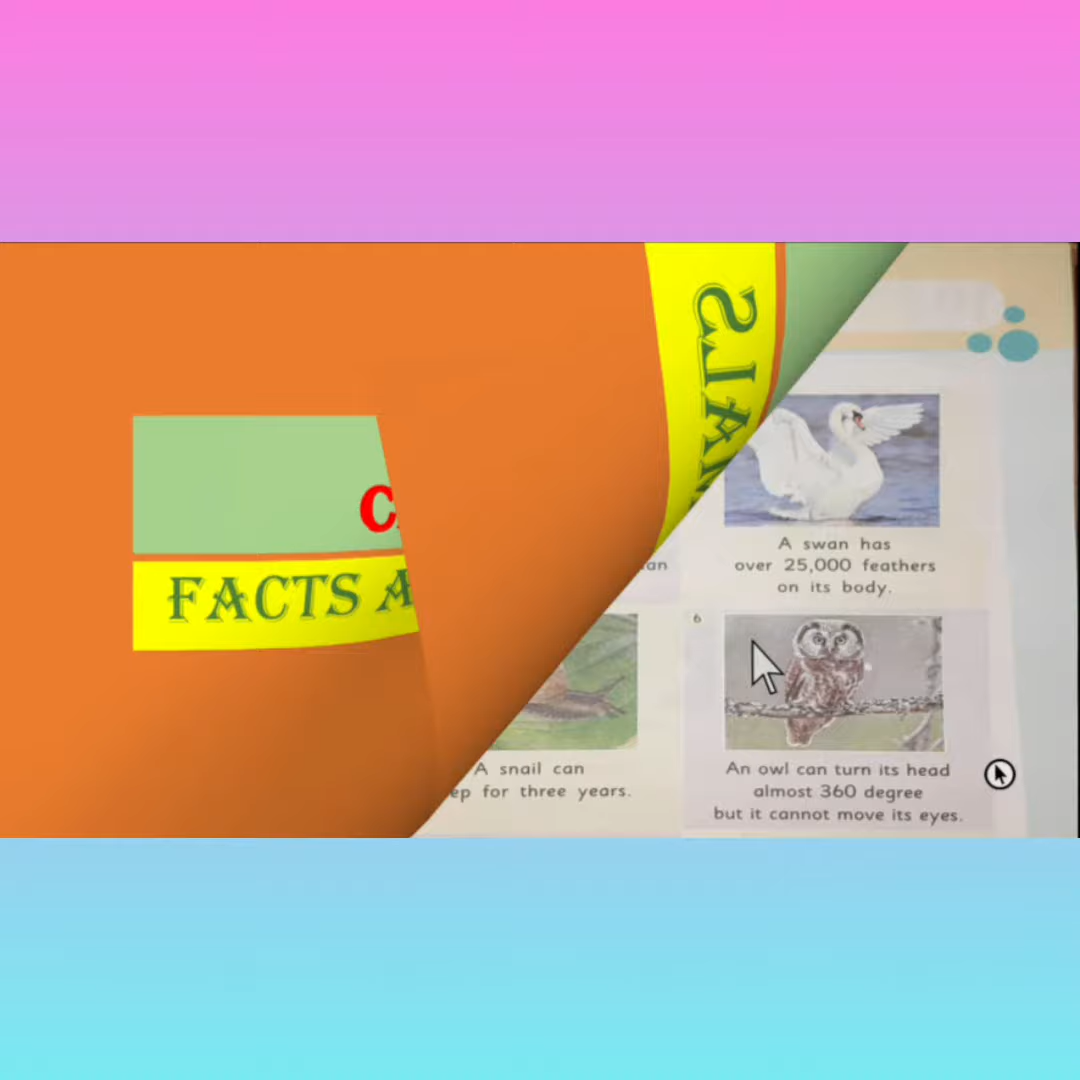 FACTS
A swan has
over 25,000 feathers
on its body.
6
A snail can
for three years.
An owl can turn its head
almost 360 degree
but it cannot move its eyes.